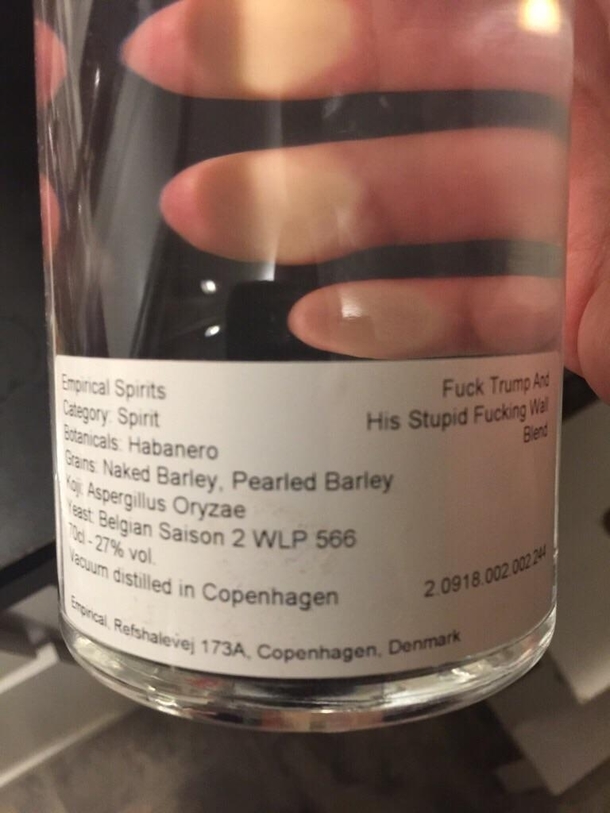 Empirical Spirits
Category: Spirit
Botanicals: Habanero
Grains: Naked Barley, Pearled Barley
Koji: Aspergillus Oryzae
Yeast: Belgian Saison 2 WLP 566
70cl - 27% vol.
Vacuum distilled in Copenhagen
Empirical, Refshalevej 173A, Copenhagen, Denmark
Fuck Trump And
His Stupid Fucking Wall
Blend
2.0918.002.002.244